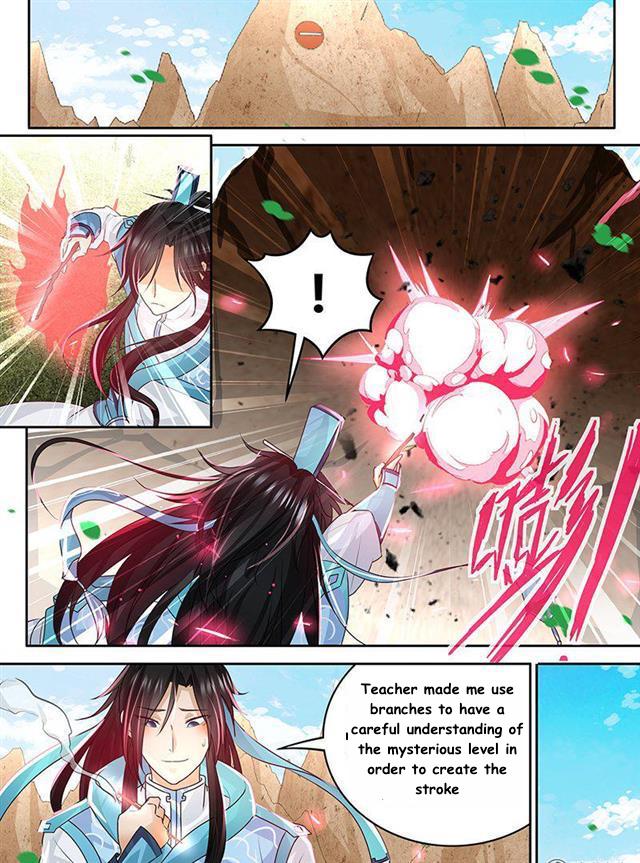 !
Teacher made me use
branches to have a
careful understanding of
the mysterious level in
order to create the
stroke